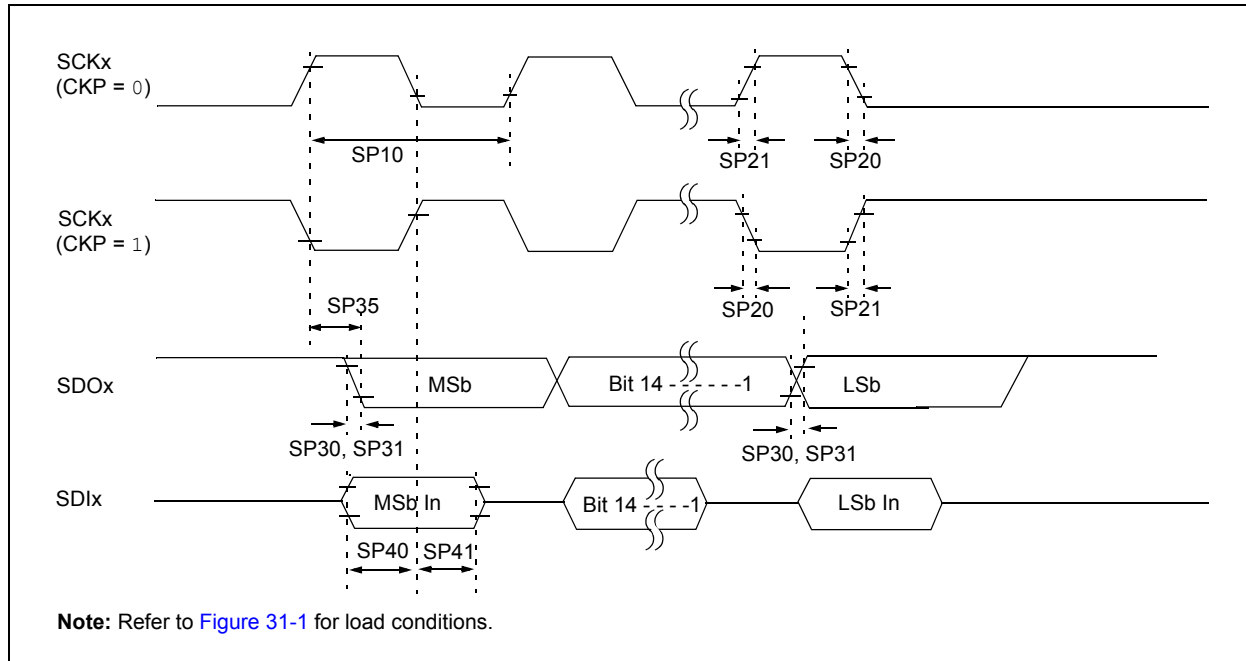 SCKx
(CKP = 0)
SP10
SP21
SP20
SCKx
(CKP = 1)
SP35
SP20
SP21
SDOx
MSb
Bit 14 - - - - - -1
LSb
SP30, SP31
SP30, SP31
SDIx
MSb In
Bit 14 - - - -1
LSb In
SP40
SP41
Note: Refer to Figure 31-1 for load conditions.